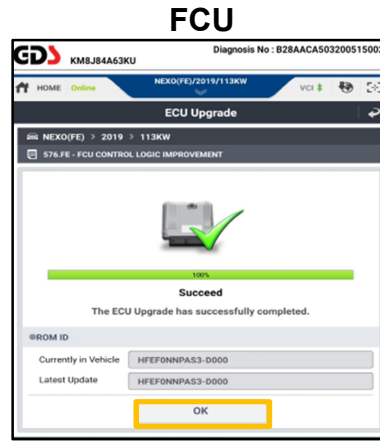 FCU
GDS
KM8J84A63KU
Diagnosis No : B28AACA50320051500
HOME Online
NEXO(FE)/2019/113KW
VCI
ECU Upgrade
NEXO(FE) > 2019 > 113KW
576.FE - FCU CONTROL LOGIC IMPROVEMENT
100%
Succeed
The ECU Upgrade has successfully completed.
ROM ID
Currently in Vehicle HFEF0NNPAS3-D000
Latest Update HFEF0NNPAS3-D000
OK